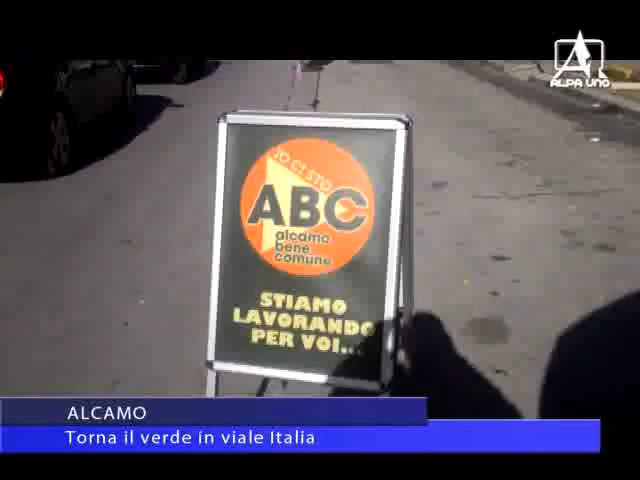 ALPA UNO
IO CI STO
ABC
alcamo
bene
comune
STIAMO
LAVORANDO
PER VOI...
ALCAMO
Torna il verde in viale Italia